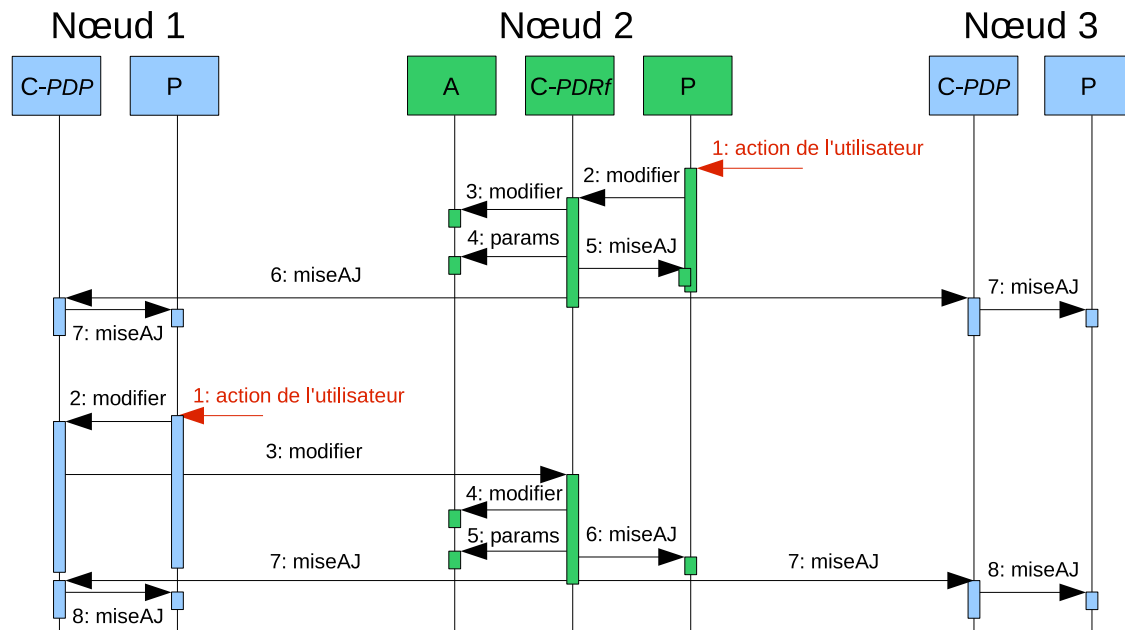 Nœud 1
Nœud 2
Nœud 3
C-PDP
P
A
C-PDRf
P
C-PDP
P
1: action de l'utilisateur
2: modifier
3: modifier
4: params
5: miseAJ
6: miseAJ
7: miseAJ
7: miseAJ
1: action de l'utilisateur
2: modifier
3: modifier
4: modifier
5: params
6: miseAJ
7: miseAJ
7: miseAJ
8: miseAJ
8: miseAJ